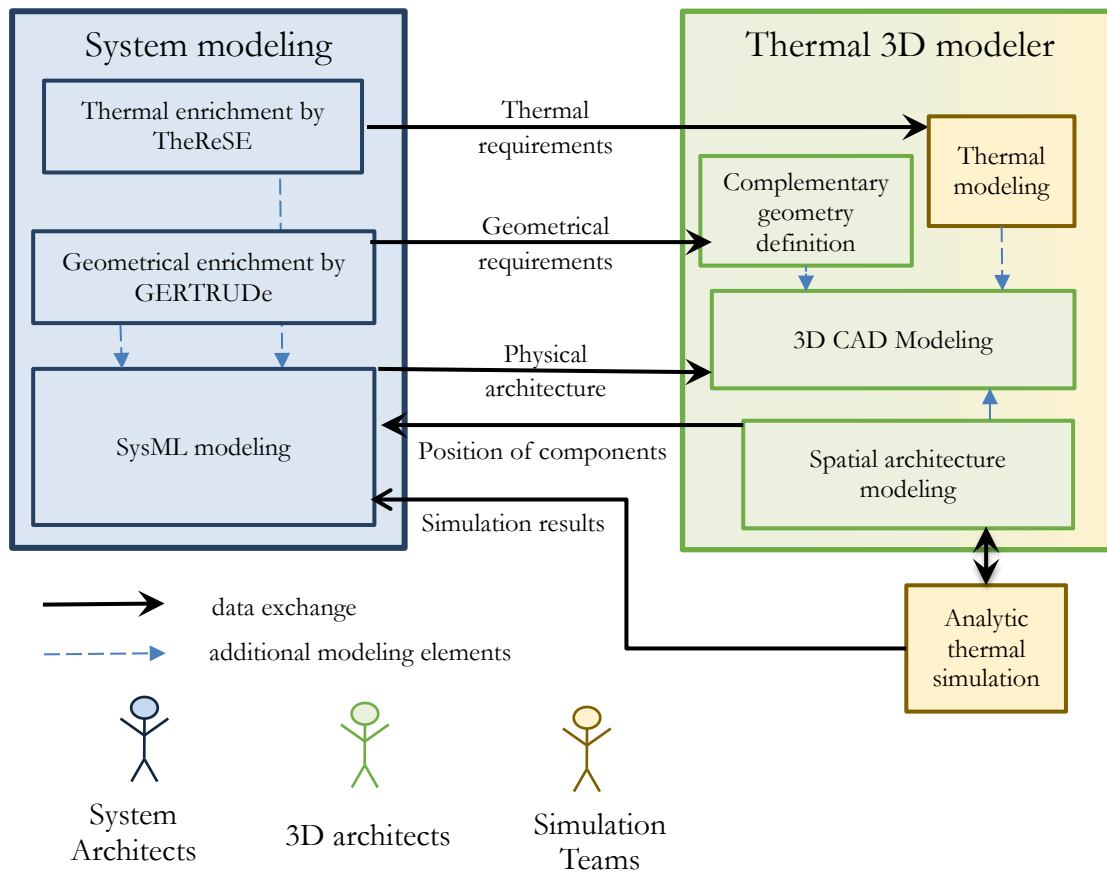 System modeling
Thermal enrichment by
TheReSE
Geometrical enrichment by
GERTRUDe
SysML modeling
Thermal
requirements
Geometrical
requirements
Physical
architecture
Position of components
Simulation results
Thermal 3D modeler
Thermal
modeling
Complementary
geometry
definition
3D CAD Modeling
Spatial architecture
modeling
Analytic
thermal
simulation
data exchange
additional modeling elements
System
Architects
3D architects
Simulation
Teams